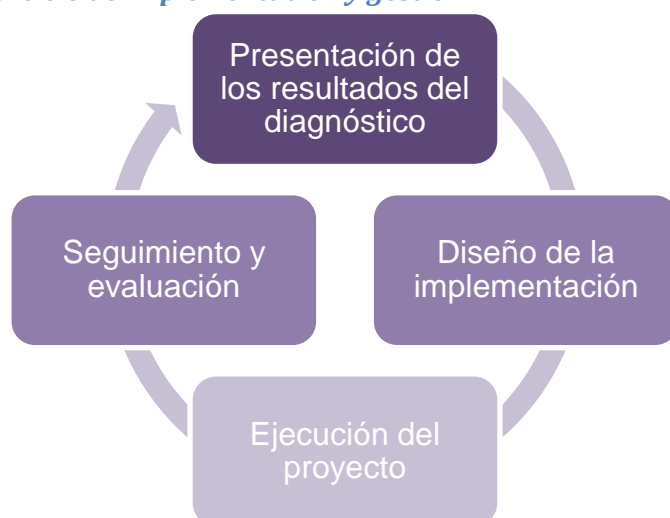 Presentación de
los resultados del
diagnóstico
Diseño de la
implementación
Ejecución del
proyecto
Seguimiento y
evaluación